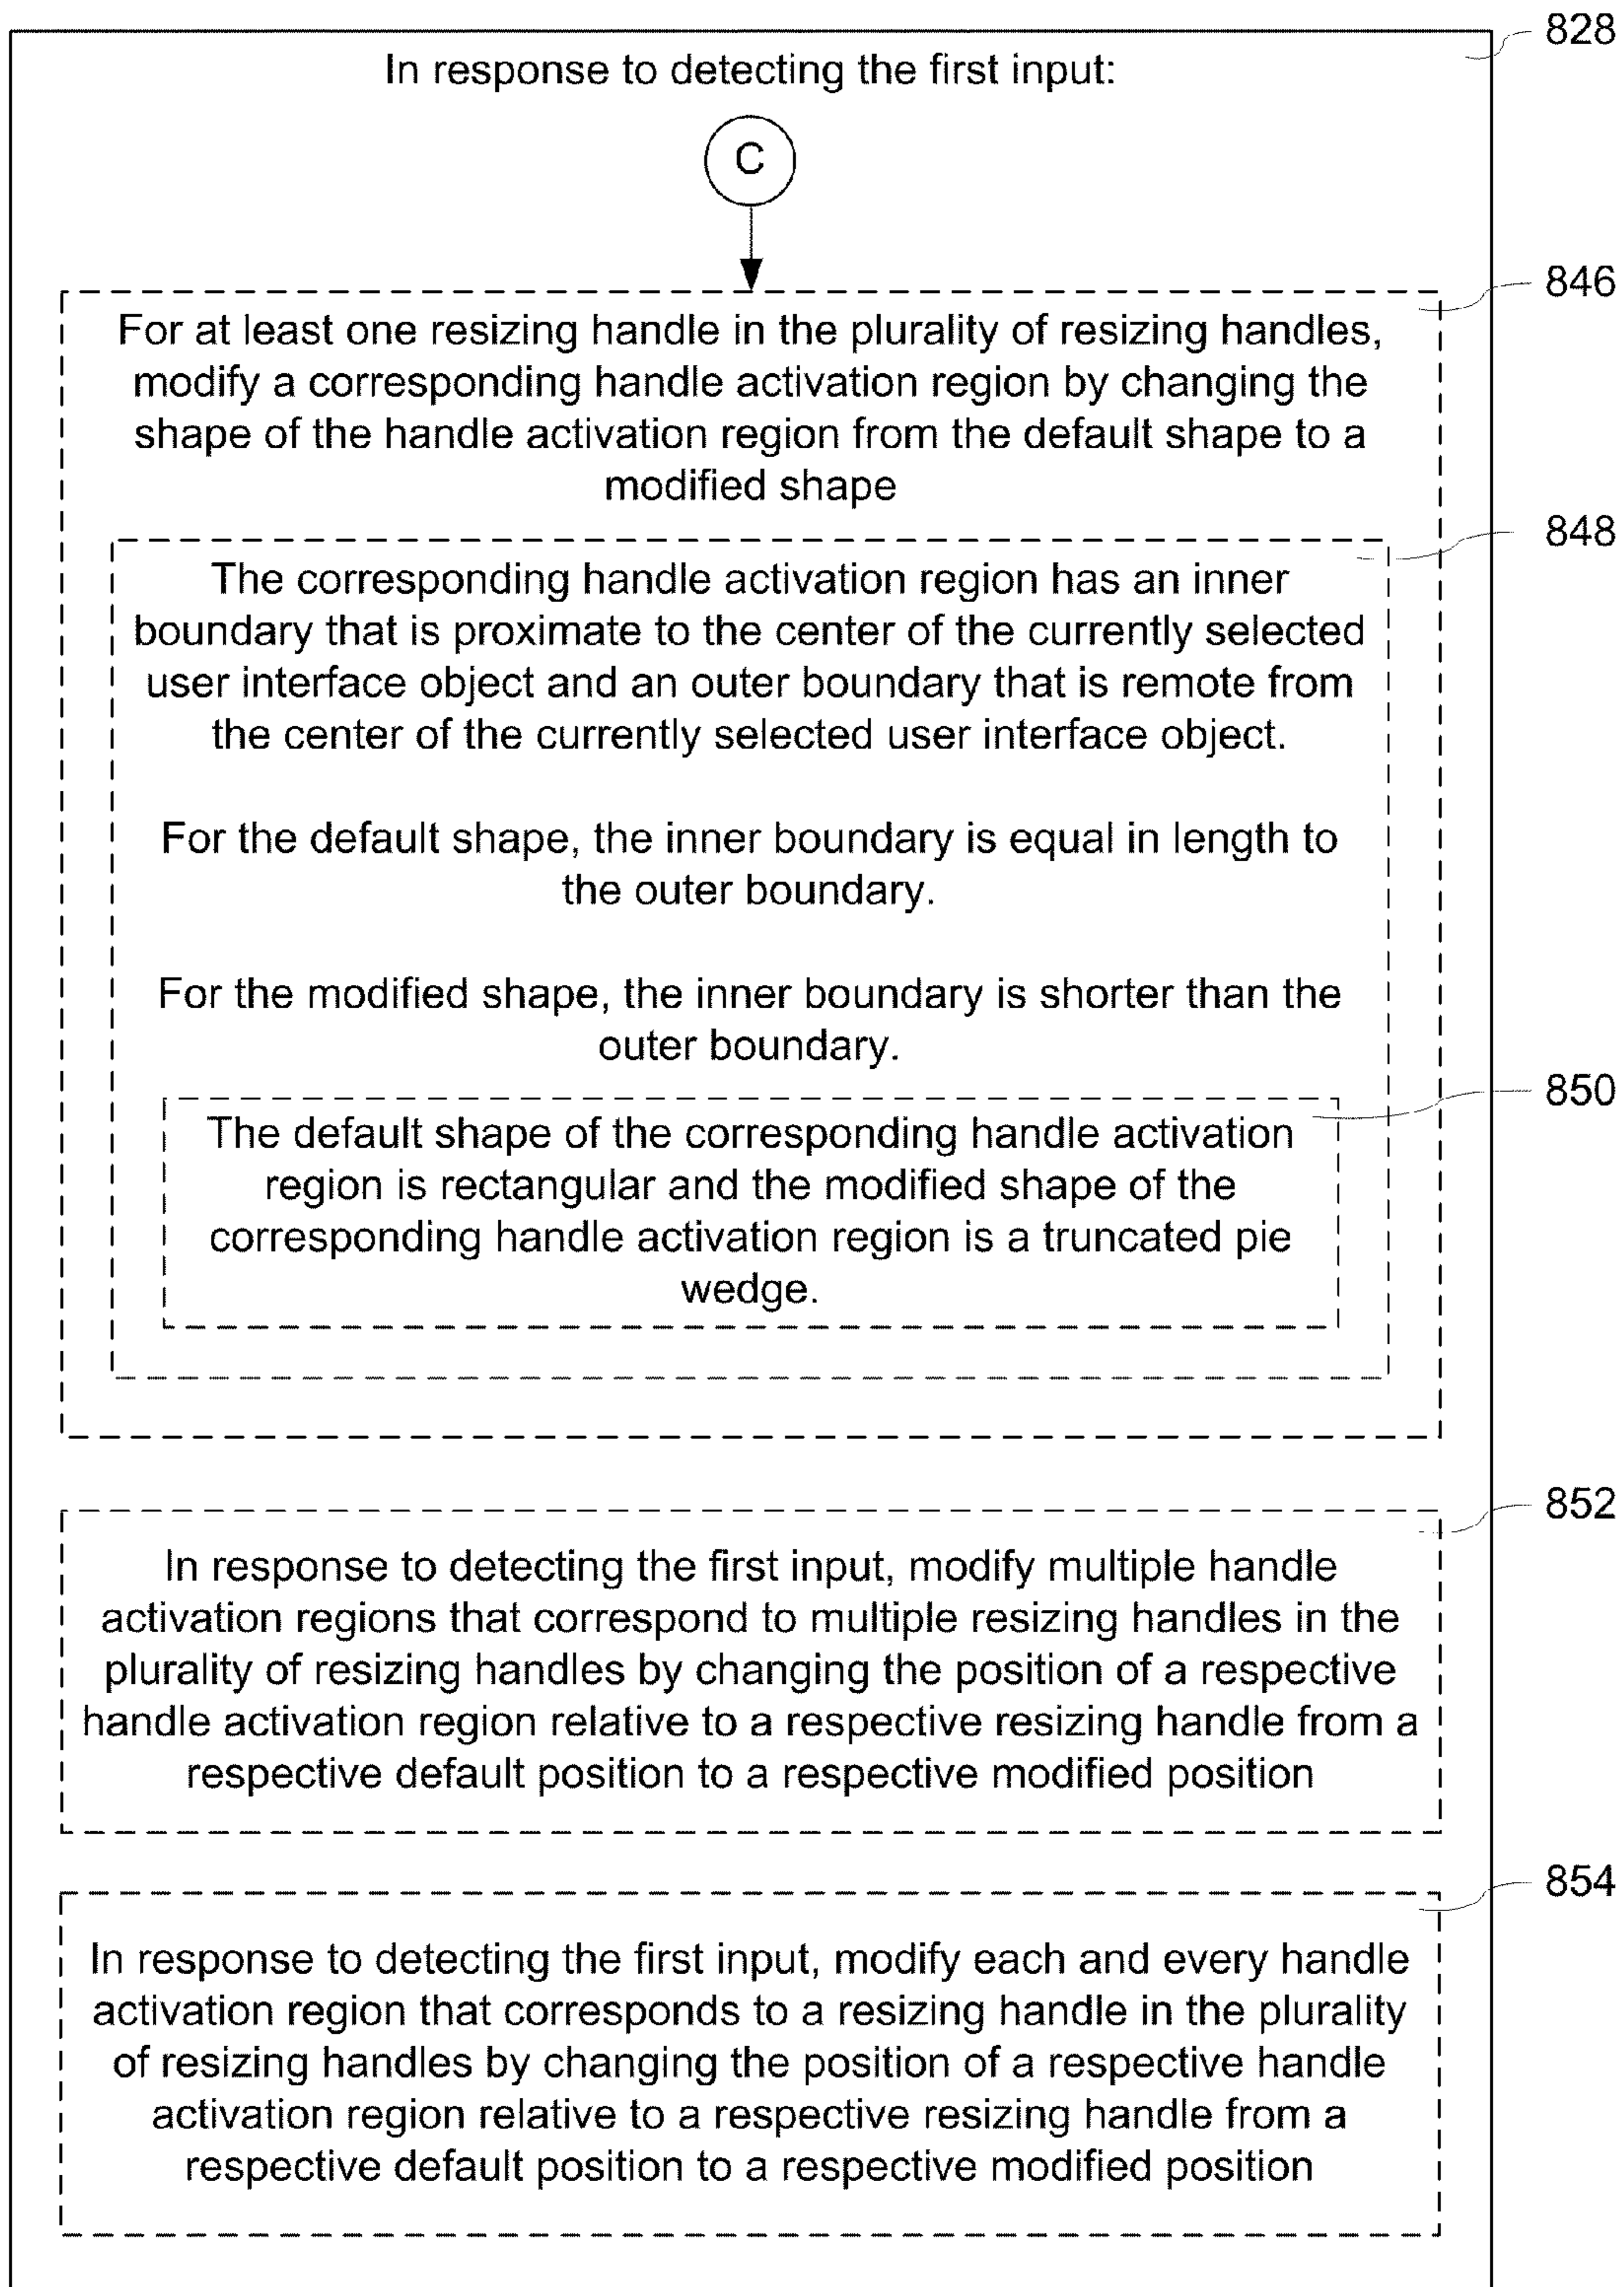 828
In response to detecting the first input:
C
846
For at least one resizing handle in the plurality of resizing handles,
modify a corresponding handle activation region by changing the
shape of the handle activation region from the default shape to a
modified shape
848
The corresponding handle activation region has an inner
boundary that is proximate to the center of the currently selected
user interface object and an outer boundary that is remote from
the center of the currently selected user interface object.
For the default shape, the inner boundary is equal in length to
the outer boundary.
For the modified shape, the inner boundary is shorter than the
outer boundary.
850
The default shape of the corresponding handle activation
region is rectangular and the modified shape of the
corresponding handle activation region is a truncated pie
wedge.
852
In response to detecting the first input, modify multiple handle
activation regions that correspond to multiple resizing handles in the
plurality of resizing handles by changing the position of a respective
handle activation region relative to a respective resizing handle from a
respective default position to a respective modified position
854
In response to detecting the first input, modify each and every handle
activation region that corresponds to a resizing handle in the plurality
of resizing handles by changing the position of a respective handle
activation region relative to a respective resizing handle from a
respective default position to a respective modified position